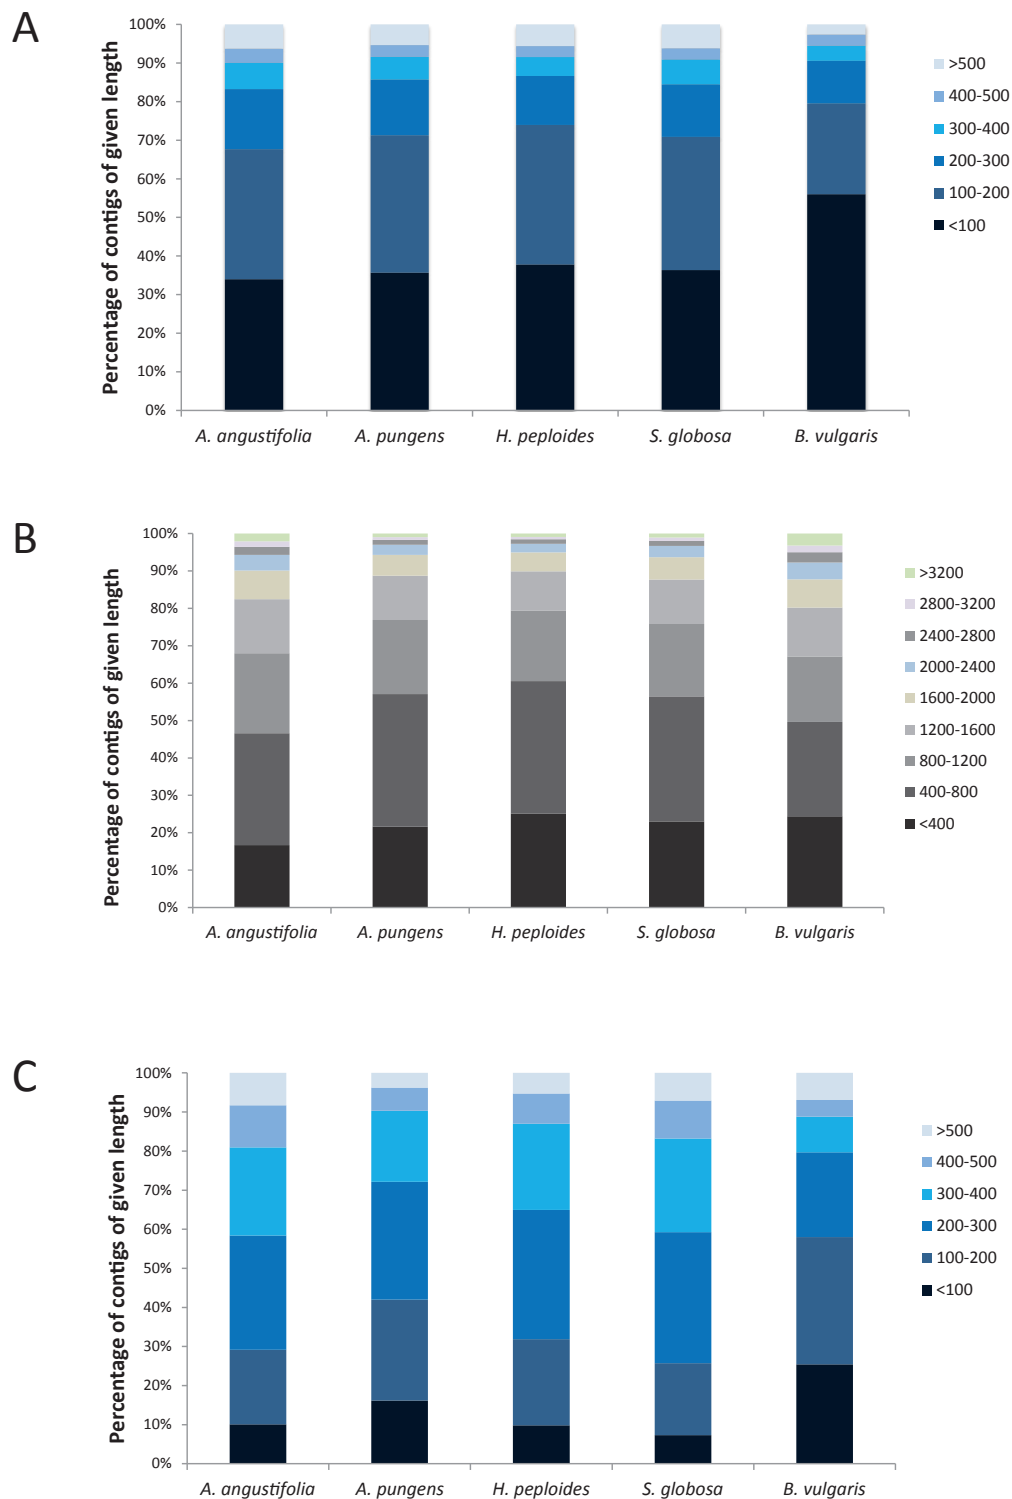 A
Percentage of contigs of given length
100%
90%
80%
70%
60%
50%
40%
30%
20%
10%
0%
A. angustifolia
A. pungens
H. peploides
S. globosa
B. vulgaris
>500
400-500
300-400
200-300
100-200
<100
B
Percentage of contigs of given length
100%
90%
80%
70%
60%
50%
40%
30%
20%
10%
0%
A. angustifolia
A. pungens
H. peploides
S. globosa
B. vulgaris
>3200
2800-3200
2400-2800
2000-2400
1600-2000
1200-1600
800-1200
400-800
<400
C
Percentage of contigs of given length
100%
90%
80%
70%
60%
50%
40%
30%
20%
10%
0%
A. angustifolia
A. pungens
H. peploides
S. globosa
B. vulgaris
>500
400-500
300-400
200-300
100-200
<100